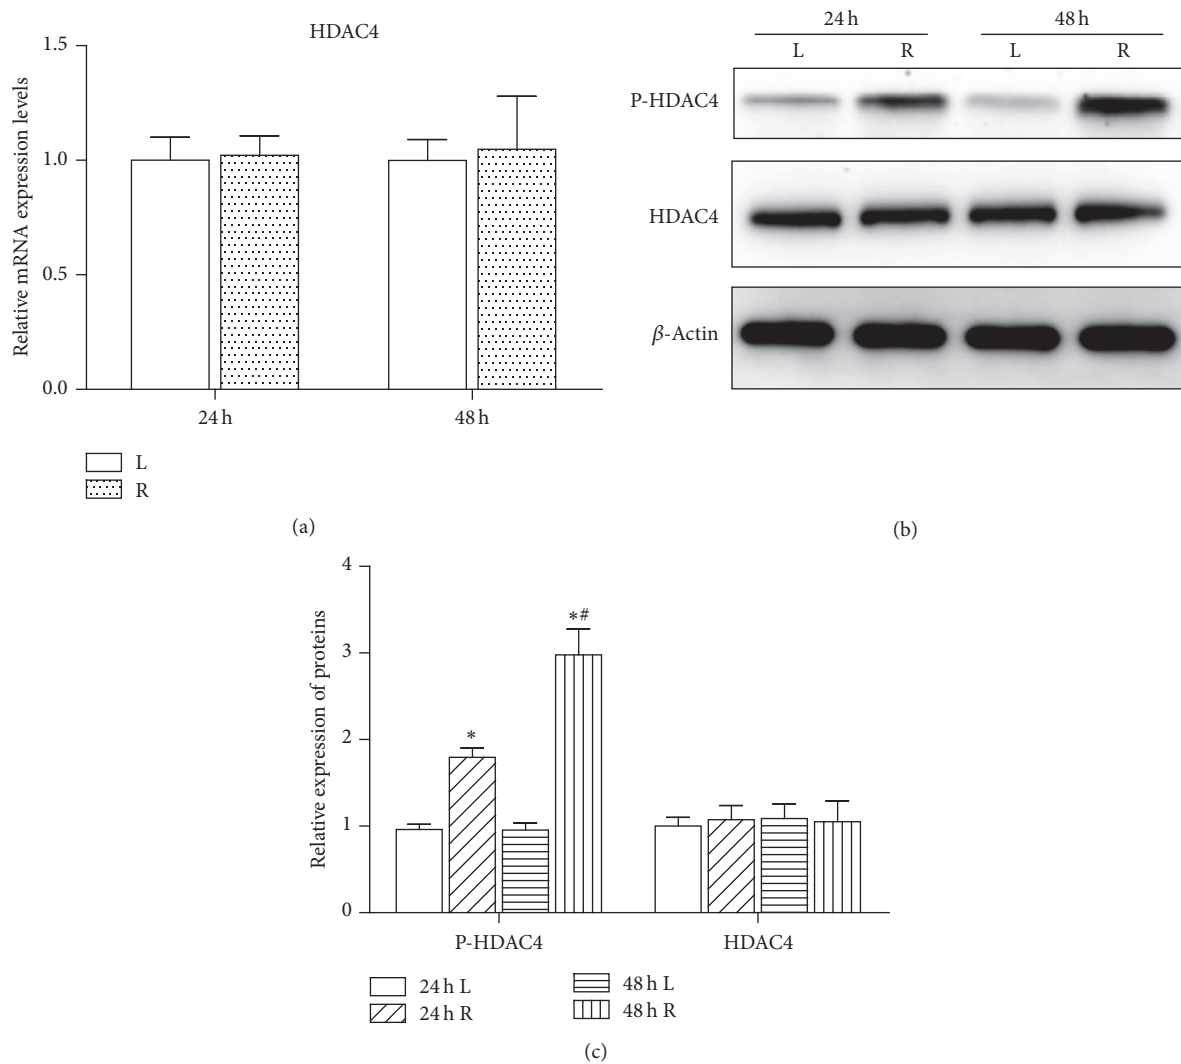 HDAC4
Relative mRNA expression levels
1.5
1.0
0.5
0.0
24 h
48 h
L
R
(a)
24 h
48 h
L
R
L
R
P-HDAC4
HDAC4
β-Actin
(b)
Relative expression of proteins
4
3
2
1
0
*
*#
P-HDAC4
HDAC4
24 h L
48 h L
24 h R
48 h R
(c)